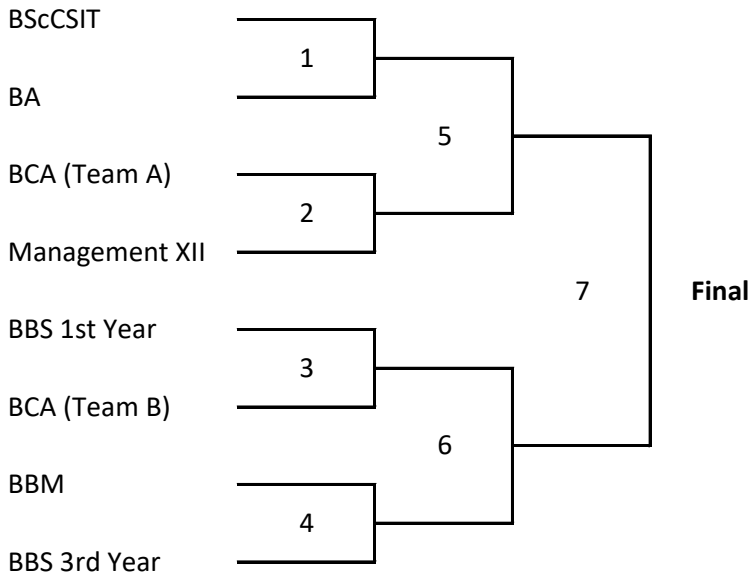 BScCSIT
1
BA
5
BCA (Team A)
2
Management XII
7
Final
BBS 1st Year
3
BCA (Team B)
6
BBM
4
BBS 3rd Year